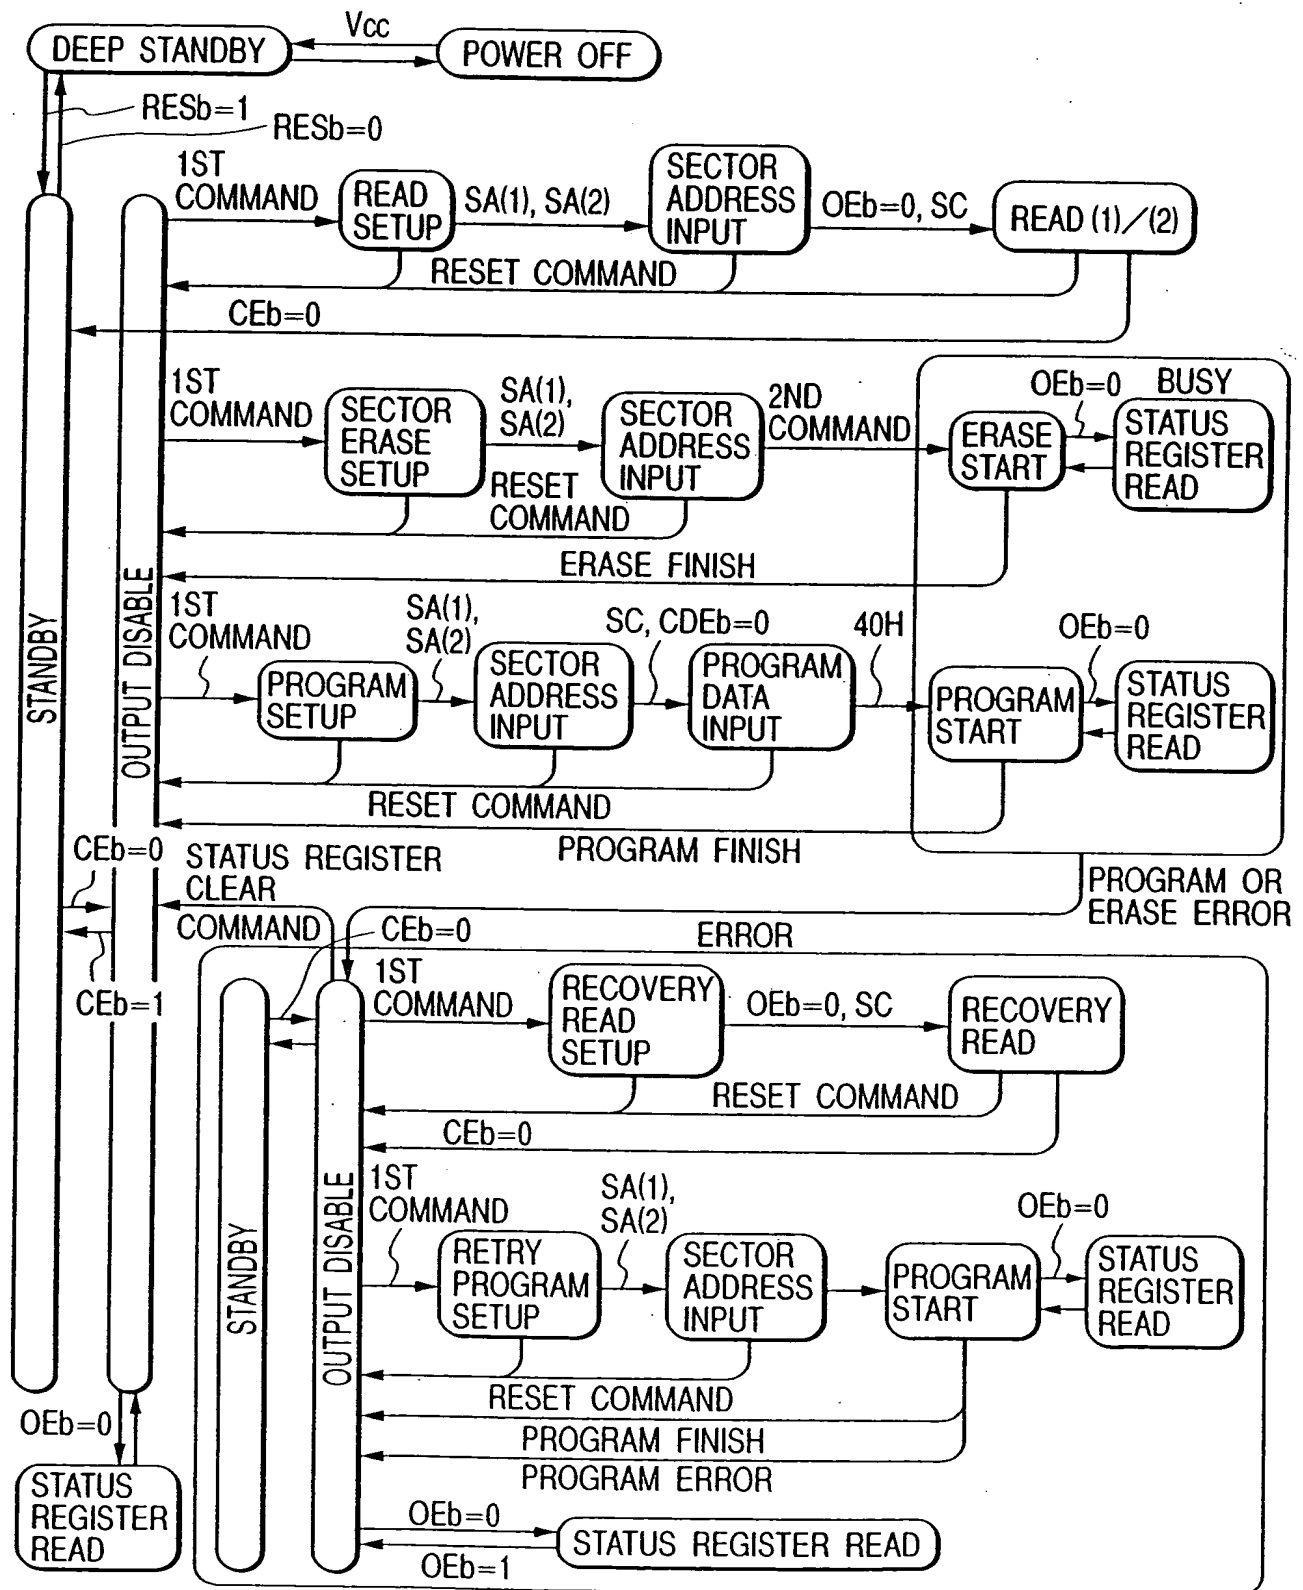 Vcc
DEEP STANDBY
POWER OFF
RESb=1
RESb=0
1ST
COMMAND
READ
SETUP
SA(1), SA(2)
SECTOR
ADDRESS
INPUT
OEb=0, SC
READ (1)/(2)
RESET COMMAND
CEb=0
1ST
COMMAND
SECTOR
ERASE
SETUP
SA(1),
SA(2)
SECTOR
ADDRESS
INPUT
2ND
COMMAND
ERASE
START
OEb=0
BUSY
STATUS
REGISTER
READ
RESET
COMMAND
ERASE FINISH
STANDBY
OUTPUT DISABLE
1ST
COMMAND
PROGRAM
SETUP
SA(1),
SA(2)
SECTOR
ADDRESS
INPUT
SC, CDEb=0
PROGRAM
DATA
INPUT
40H
PROGRAM
START
OEb=0
STATUS
REGISTER
READ
RESET COMMAND
PROGRAM FINISH
CEb=0
CEb=1
STATUS REGISTER
CLEAR
COMMAND
PROGRAM OR
ERASE ERROR
ERROR
CEb=0
STANDBY
OUTPUT DISABLE
1ST
COMMAND
RECOVERY
READ
SETUP
OEb=0, SC
RECOVERY
READ
RESET COMMAND
CEb=0
1ST
COMMAND
RETRY
PROGRAM
SETUP
SA(1),
SA(2)
SECTOR
ADDRESS
INPUT
PROGRAM
START
OEb=0
STATUS
REGISTER
READ
RESET COMMAND
PROGRAM FINISH
PROGRAM ERROR
OEb=0
STATUS REGISTER READ
OEb=1
OEb=0
STATUS
REGISTER
READ